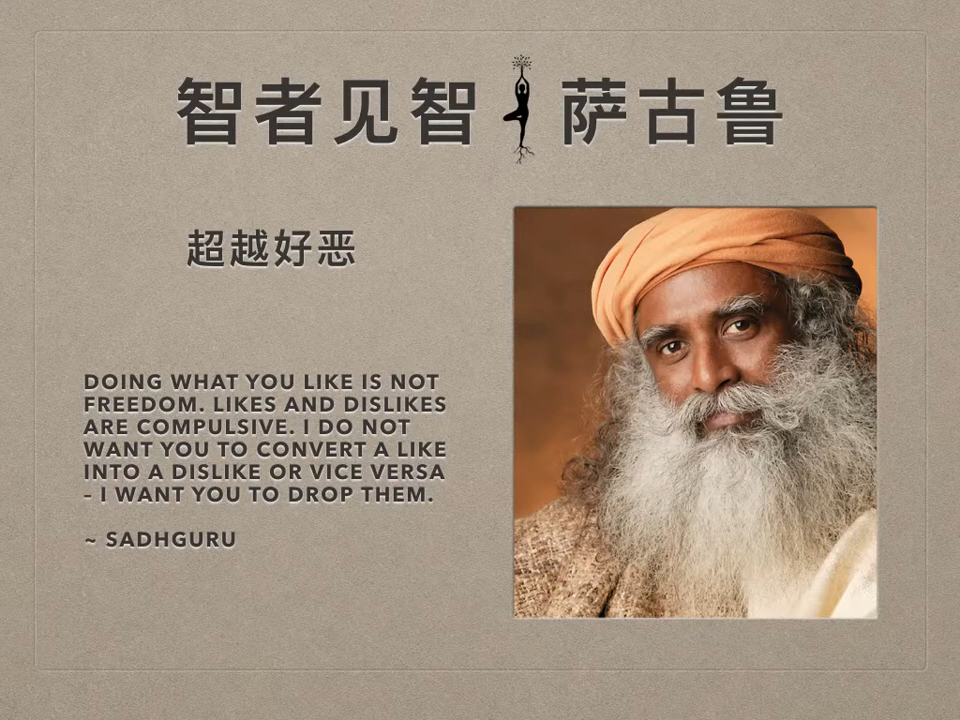 智者见智 萨古鲁
超越好恶
DOING WHAT YOU LIKE IS NOT
FREEDOM. LIKES AND DISLIKES
ARE COMPULSIVE. I DO NOT
WANT YOU TO CONVERT A LIKE
INTO A DISLIKE OR VICE VERSA
– I WANT YOU TO DROP THEM.
~ SADHGURU